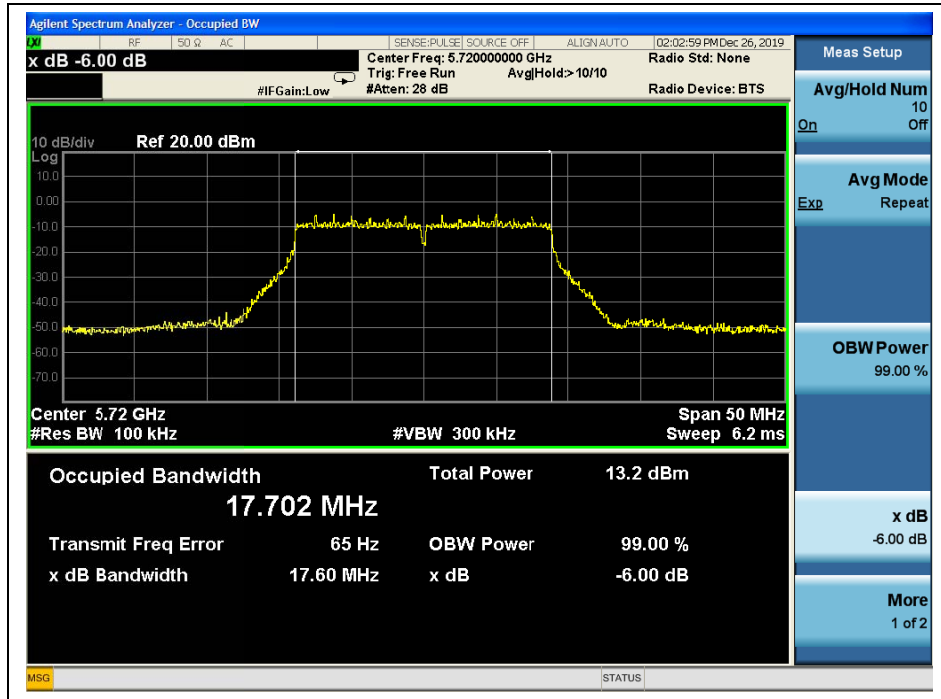 Agilent Spectrum Analyzer - Occupied BW
LXI RF 50 Ω AC SENSE:PULSE SOURCE OFF ALIGN AUTO 02:02:59 PM Dec 26, 2019
x dB -6.00 dB
Center Freq: 5.720000000 GHz
Radio Std: None
Trig: Free Run Avg|Hold:> 10/10
#IFGain:Low
#Atten: 28 dB
Radio Device: BTS
10 dB/div Ref 20.00 dBm
Log
10.0
0.00
-10.0
-20.0
-30.0
-40.0
-50.0
-60.0
-70.0
Center 5.72 GHz Span 50 MHz
#Res BW 100 kHz #VBW 300 kHz Sweep 6.2 ms
Occupied Bandwidth Total Power 13.2 dBm
17.702 MHz
Transmit Freq Error 65 Hz OBW Power 99.00 %
x dB Bandwidth 17.60 MHz x dB -6.00 dB
Meas Setup
Avg/Hold Num
10
On Off
Avg Mode
Exp Repeat
OBW Power
99.00 %
x dB
-6.00 dB
More
1 of 2
MSG STATUS